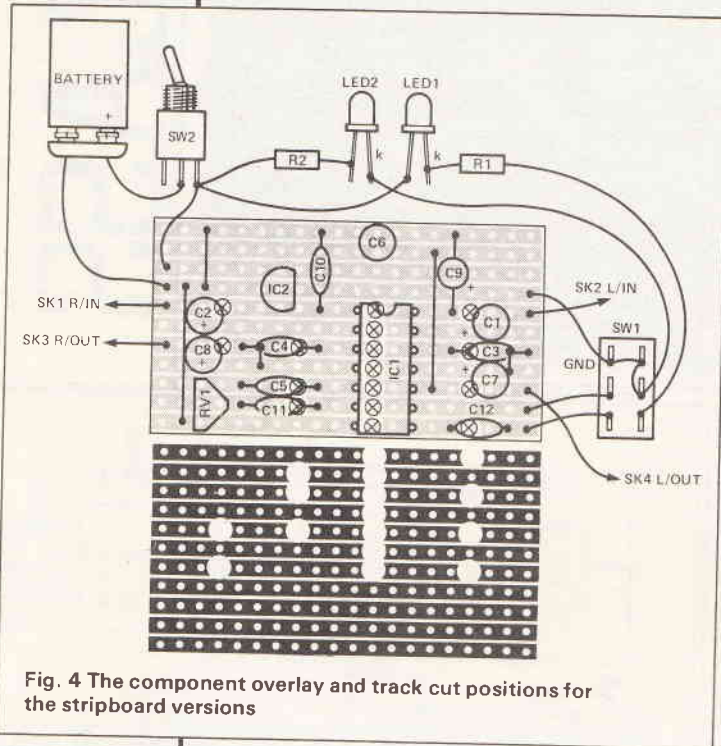 BATTERY
+
SW2
LED2
LED1
R2
k
k
R1
C6
C10
C9
+
IC2
SK1 R/IN
SK2 L/IN
C2
+
C1
+
SW1
SK3 R/OUT
C4
IC1
C3
GND
C8
+
C7
+
C5
RV1
C11
C12
SK4 L/OUT
Fig. 4 The component overlay and track cut positions for
the stripboard versions